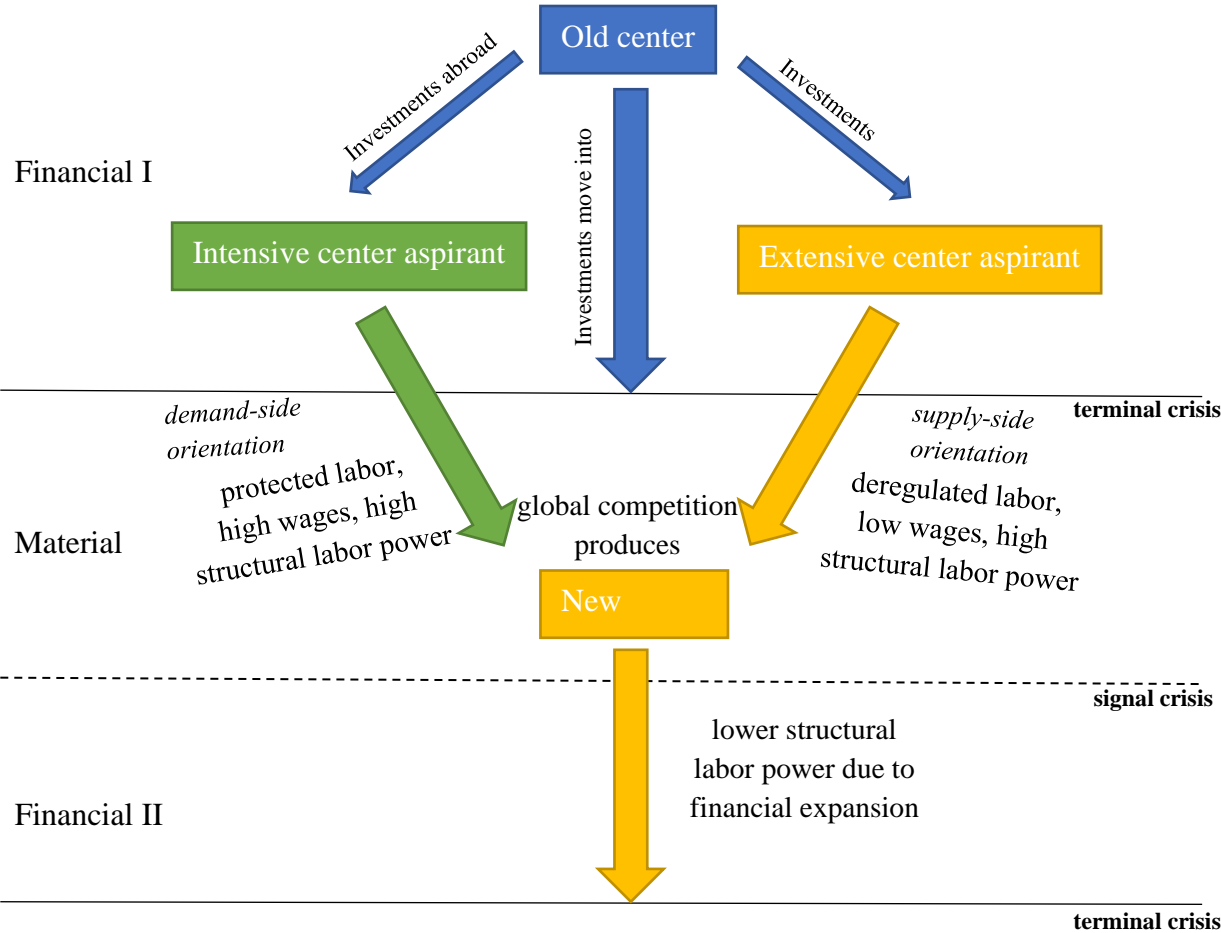 Old center
Investments abroad
Investments move into
Investments
Financial I
Intensive center aspirant
Extensive center aspirant
terminal crisis
demand-side
orientation
protected labor,
high wages, high
structural labor power
supply-side
orientation
deregulated labor,
low wages, high
structural labor power
Material
global competition
produces
New
signal crisis
lower structural
labor power due to
financial expansion
Financial II
terminal crisis